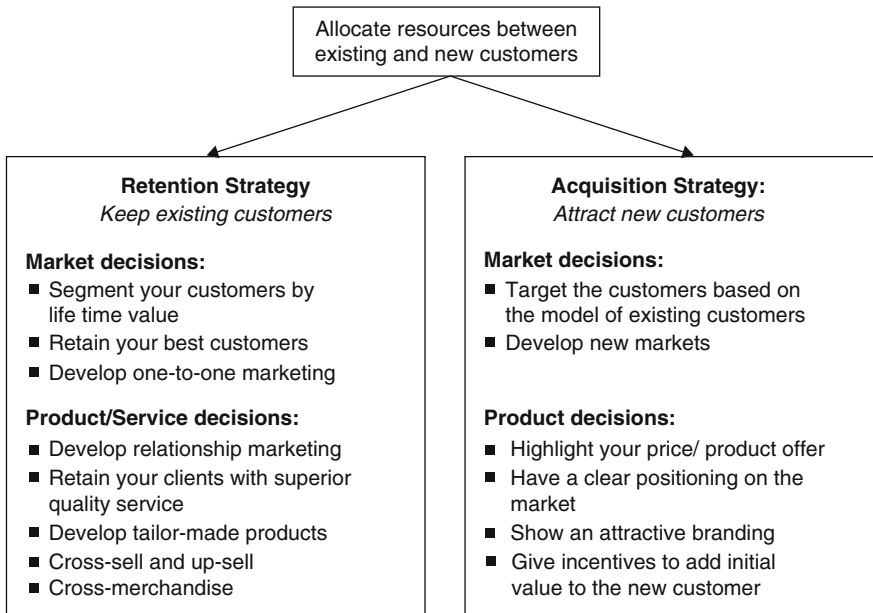 Allocate resources between
existing and new customers
Retention Strategy
Keep existing customers
Market decisions:
■ Segment your customers by
life time value
■ Retain your best customers
■ Develop one-to-one marketing
Product/Service decisions:
■ Develop relationship marketing
■ Retain your clients with superior
quality service
■ Develop tailor-made products
■ Cross-sell and up-sell
■ Cross-merchandise
Acquisition Strategy:
Attract new customers
Market decisions:
■ Target the customers based on
the model of existing customers
■ Develop new markets
Product decisions:
■ Highlight your price/ product offer
■ Have a clear positioning on the
market
■ Show an attractive branding
■ Give incentives to add initial
value to the new customer